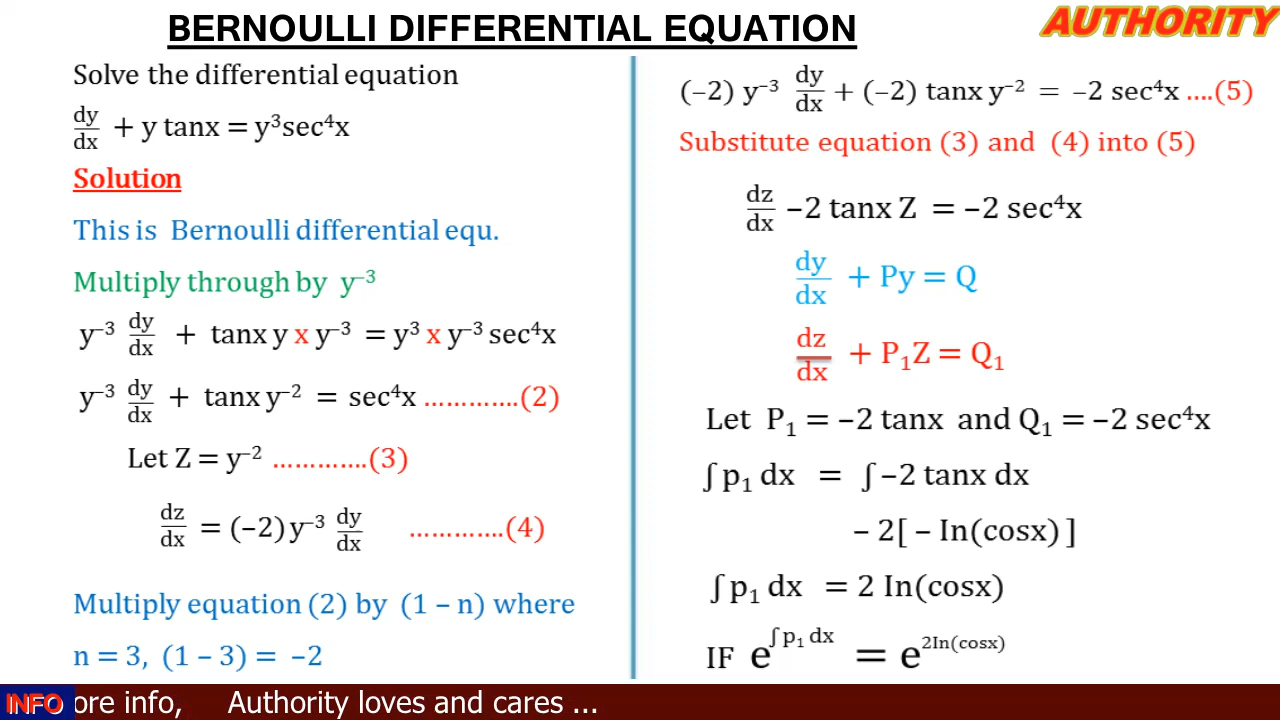 BERNOULLI DIFFERENTIAL EQUATION
AUTHORITY
Solve the differential equation
dy/dx + y tanx = y³sec⁴x
Solution
This is Bernoulli differential equ.
Multiply through by y⁻³
y⁻³ dy/dx + tanx y x y⁻³ = y³ x y⁻³ sec⁴x
y⁻³ dy/dx + tanx y⁻² = sec⁴x ………….(2)
Let Z = y⁻² ………….(3)
dz/dx = (–2)y⁻³ dy/dx ………….(4)
Multiply equation (2) by (1 – n) where
n = 3, (1 – 3) = –2
(–2) y⁻³ dy/dx + (–2) tanx y⁻² = –2 sec⁴x ….(5)
Substitute equation (3) and (4) into (5)
dz/dx –2 tanx Z = –2 sec⁴x
dy/dx + Py = Q
dz/dx + P₁Z = Q₁
Let P₁ = –2 tanx and Q₁ = –2 sec⁴x
∫ p₁ dx = ∫ –2 tanx dx
– 2[ – In(cosx) ]
∫ p₁ dx = 2 In(cosx)
IF e^∫ p₁ dx = e^2In(cosx)
INFO ore info, Authority loves and cares ...